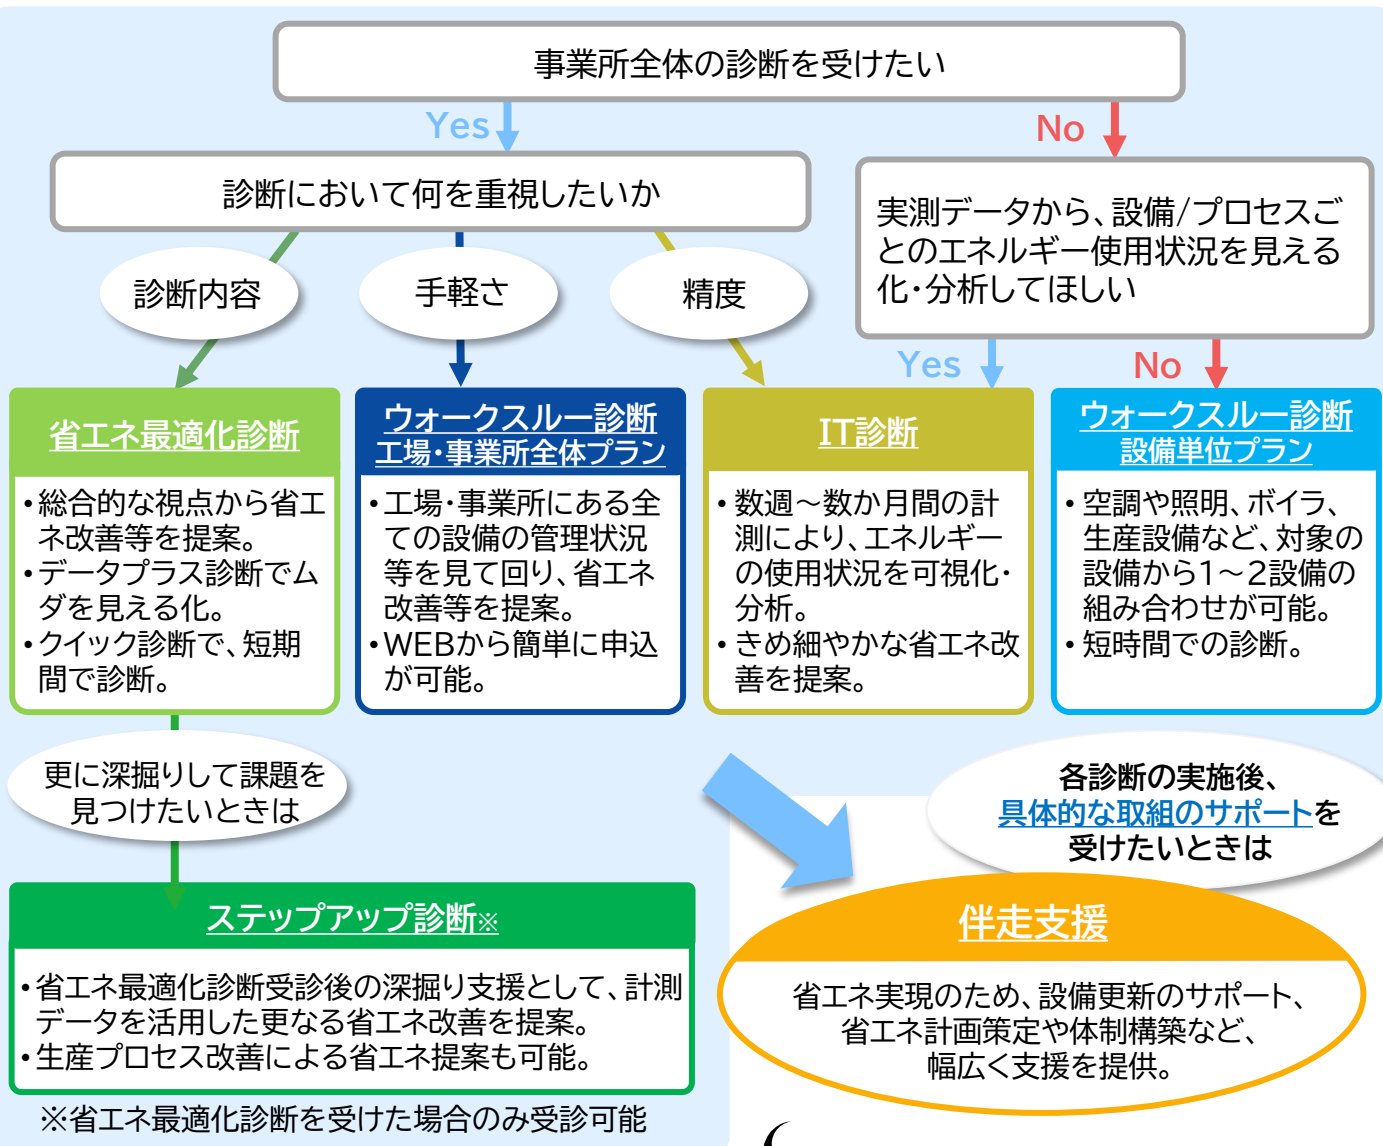 事業所全体の診断を受けたい
Yes
No
診断において何を重視したいか
実測データから、設備/プロセスご
とのエネルギー使用状況を見える
化・分析してほしい
診断内容
手軽さ
精度
Yes
No
省エネ最適化診断
・総合的な視点から省エ
ネ改善等を提案。
・データプラス診断でム
ダを見える化。
・クイック診断で、短期
間で診断。
ウォークスルー診断
工場・事業所全体プラン
・工場・事業所にある全
ての設備の管理状況
等を見て回り、省エネ
改善等を提案。
・WEBから簡単に申込
が可能。
IT診断
・数週～数か月間の計
測により、エネルギー
の使用状況を可視化・
分析。
・きめ細やかな省エネ改
善を提案。
ウォークスルー診断
設備単位プラン
・空調や照明、ボイラ、
生産設備など、対象の
設備から1～2設備の
組み合わせが可能。
・短時間での診断。
更に深掘りして課題を
見つけたいときは
各診断の実施後、
具体的な取組のサポートを
受けたいときは
ステップアップ診断※
・省エネ最適化診断受診後の深掘り支援として、計測
データを活用した更なる省エネ改善を提案。
・生産プロセス改善による省エネ提案も可能。
※省エネ最適化診断を受けた場合のみ受診可能
伴走支援
省エネ実現のため、設備更新のサポート、
省エネ計画策定や体制構築など、
幅広く支援を提供。